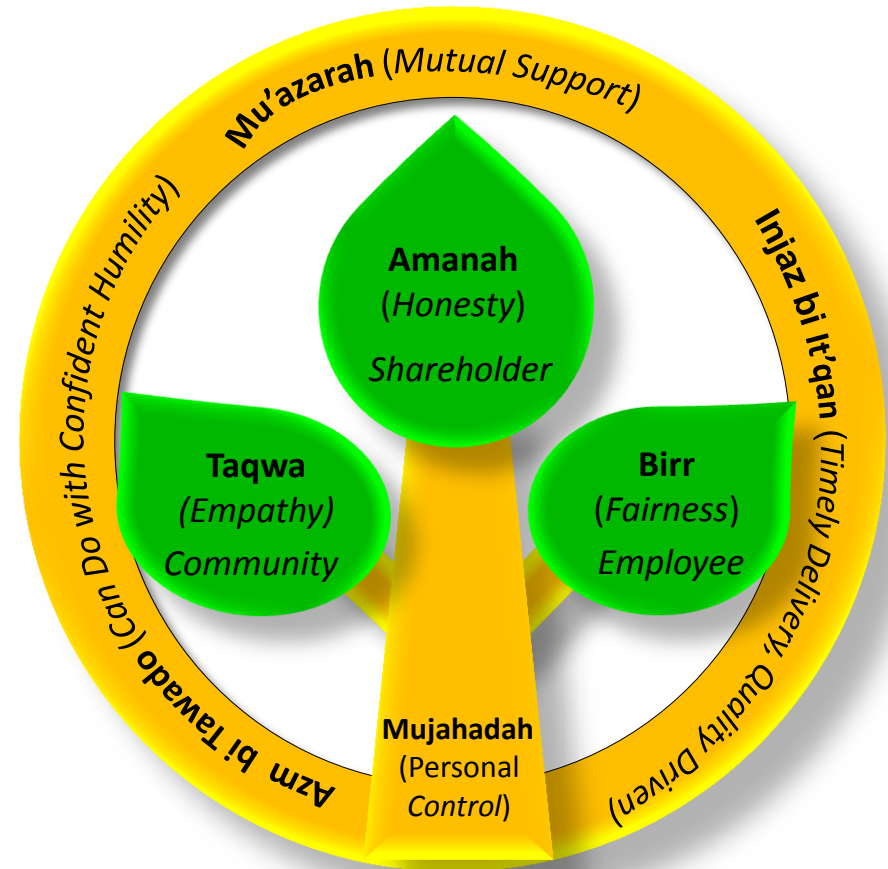 Mu’azarah (Mutual Support)
Injaz bi It’qan (Timely Delivery, Quality Driven)
Azm bi Tawado (Can Do with Confident Humility)
Amanah
(Honesty)
Shareholder
Taqwa
(Empathy)
Community
Birr
(Fairness)
Employee
Mujahadah
(Personal
Control)